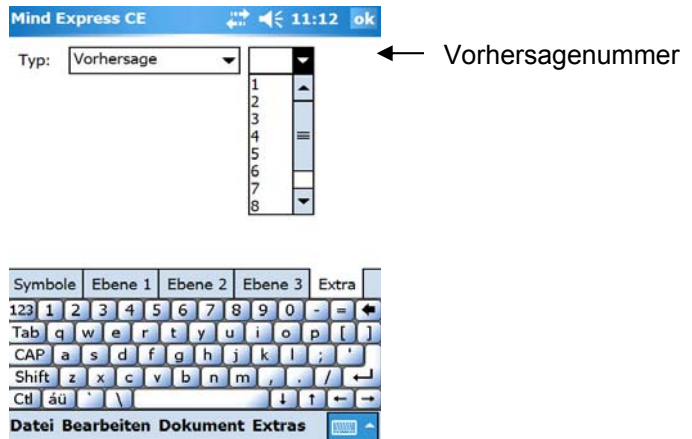 Mind Express CE 11:12 ok
Typ: Vorhersage
Vorhersagenummer
1
2
3
4
5
6
7
8
Symbole Ebene 1 Ebene 2 Ebene 3 Extra
123 1 2 3 4 5 6 7 8 9 0 - =
Tab q w e r t y u i o p [ ]
CAP a s d f g h j k l ; '
Shift z x c v b n m , . /
Ctl áü ` \
Datei Bearbeiten Dokument Extras